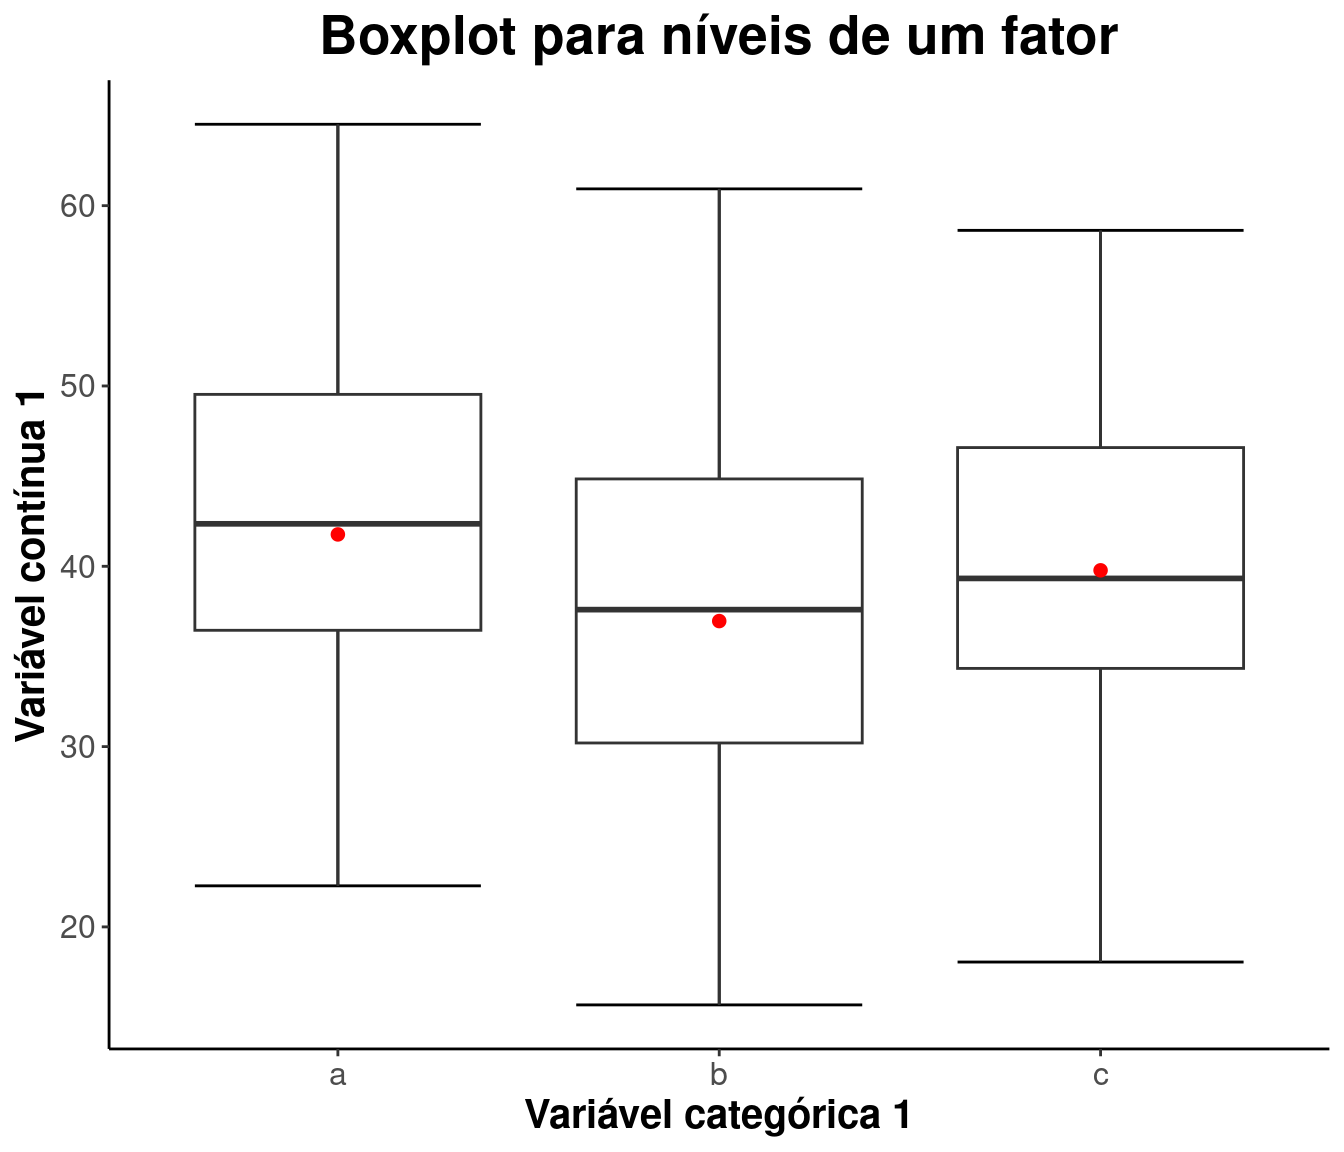 Boxplot para níveis de um fator
Variável contínua 1
60
50
40
30
20
a b c
Variável categórica 1